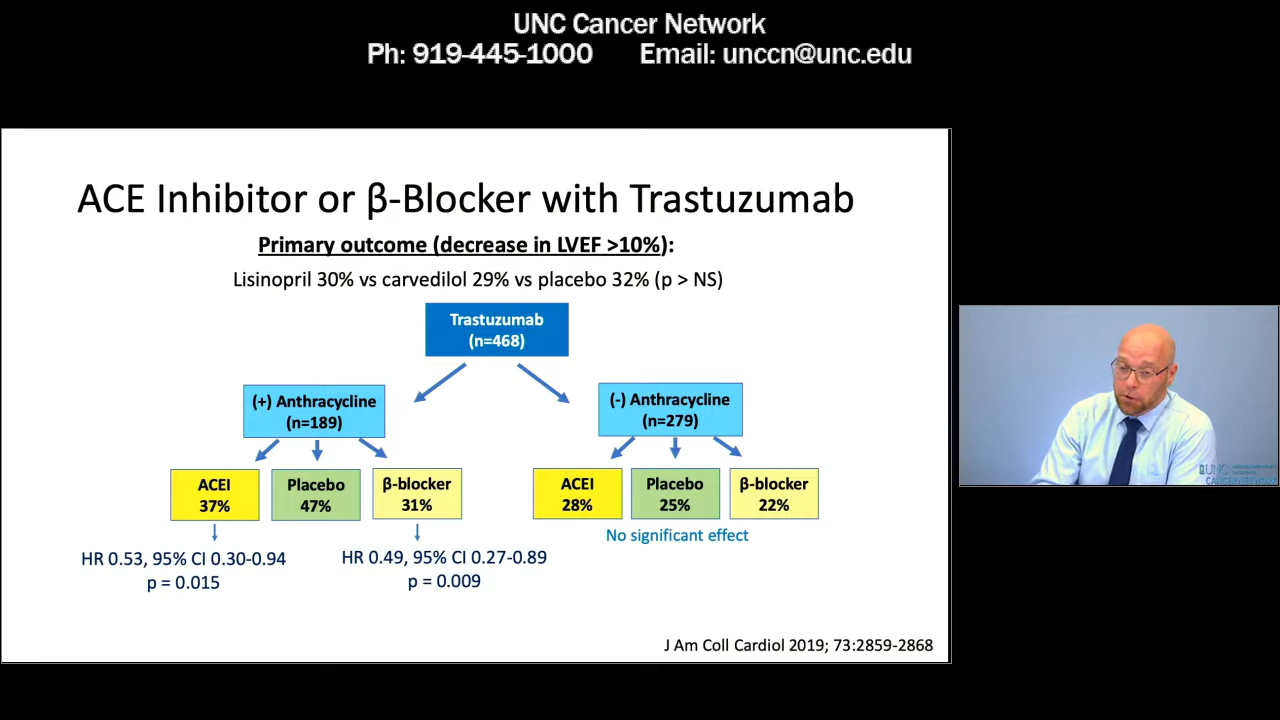 UNC Cancer Network
Ph: 919-445-1000 Email: unccn@unc.edu
ACE Inhibitor or β-Blocker with Trastuzumab
Primary outcome (decrease in LVEF >10%):
Lisinopril 30% vs carvedilol 29% vs placebo 32% (p > NS)
Trastuzumab
(n=468)
(+) Anthracycline
(n=189)
(-) Anthracycline
(n=279)
ACEI
37%
Placebo
47%
β-blocker
31%
ACEI
28%
Placebo
25%
β-blocker
22%
No significant effect
HR 0.53, 95% CI 0.30-0.94
p = 0.015
HR 0.49, 95% CI 0.27-0.89
p = 0.009
J Am Coll Cardiol 2019; 73:2859-2868
UNC
CANCER NETWORK